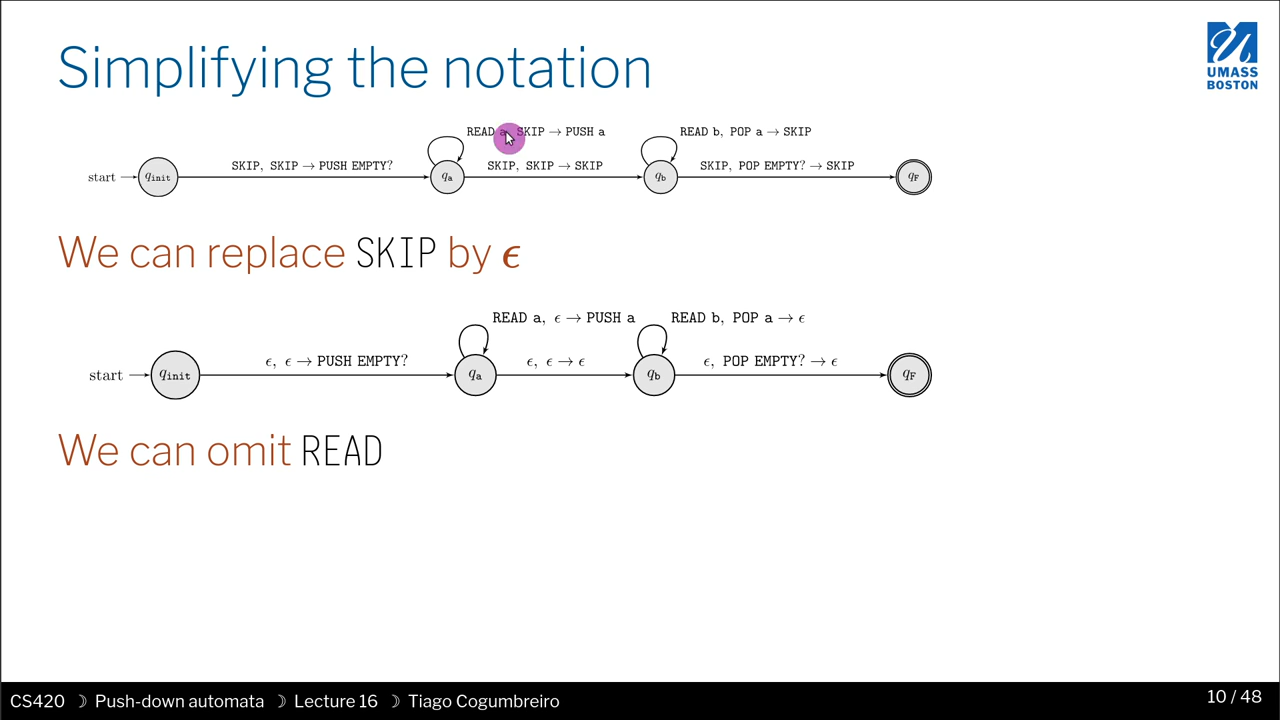 Simplifying the notation
UMASS
BOSTON
READ a, SKIP → PUSH a
READ b, POP a → SKIP
start
q_init
SKIP, SKIP → PUSH EMPTY?
q_a
SKIP, SKIP → SKIP
q_b
SKIP, POP EMPTY? → SKIP
q_F
We can replace SKIP by ϵ
READ a, ϵ → PUSH a
READ b, POP a → ϵ
start
q_init
ϵ, ϵ → PUSH EMPTY?
q_a
ϵ, ϵ → ϵ
q_b
ϵ, POP EMPTY? → ϵ
q_F
We can omit READ
CS420 ☽ Push-down automata ☽ Lecture 16 ☽ Tiago Cogumbreiro
10 / 48